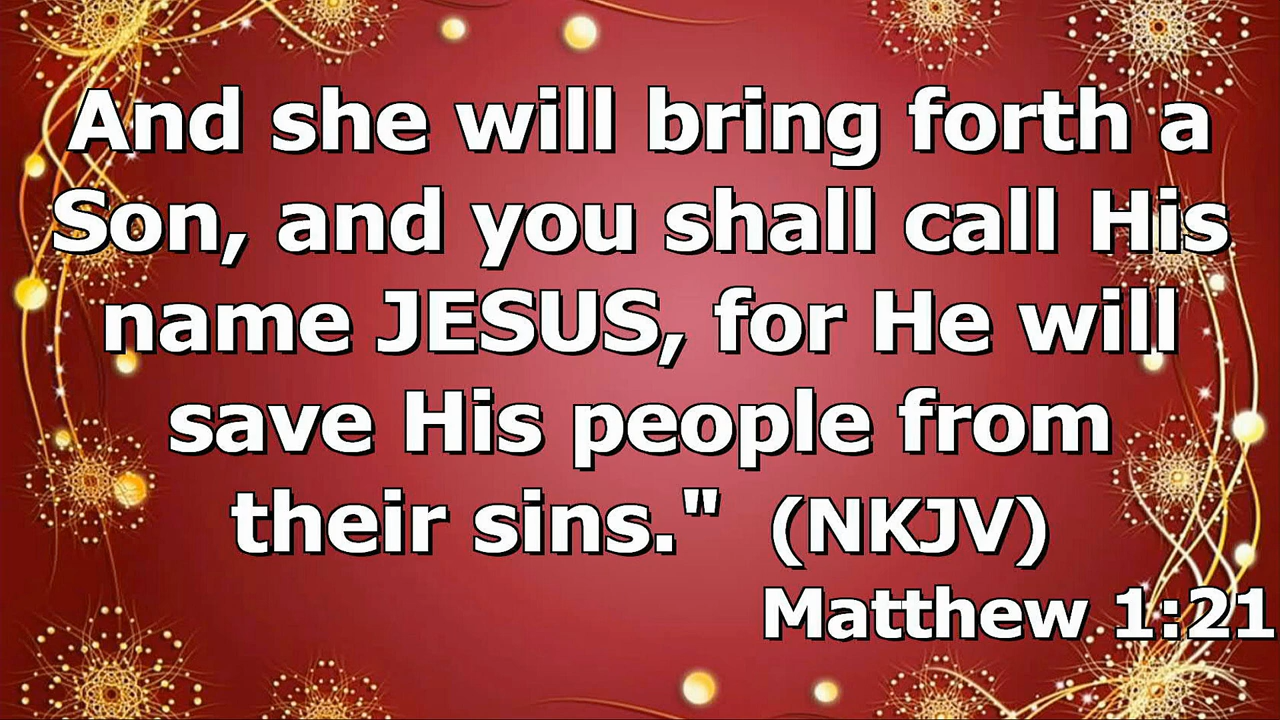 And she will bring forth a
Son, and you shall call His
name JESUS, for He will
save His people from
their sins." (NKJV)
Matthew 1:21